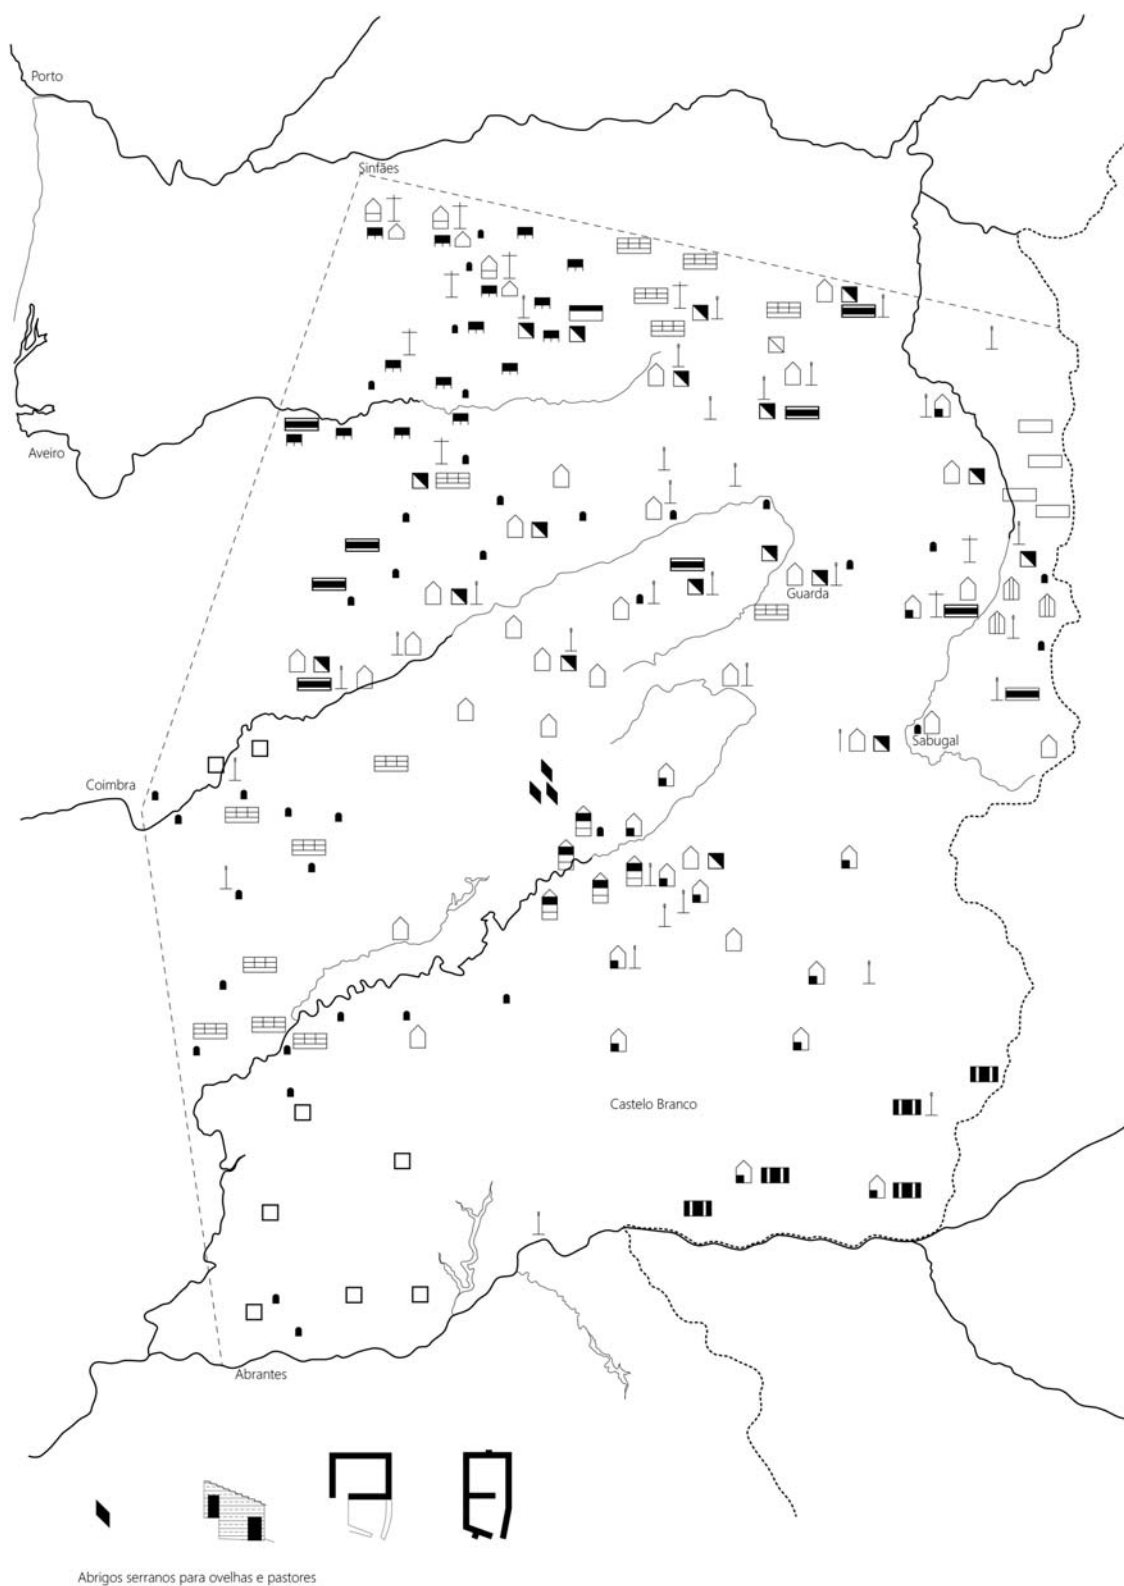 Porto
Sinfães
Aveiro
Guarda
Sabugal
Coimbra
Castelo Branco
Abrantes
Abrigos serranos para ovelhas e pastores